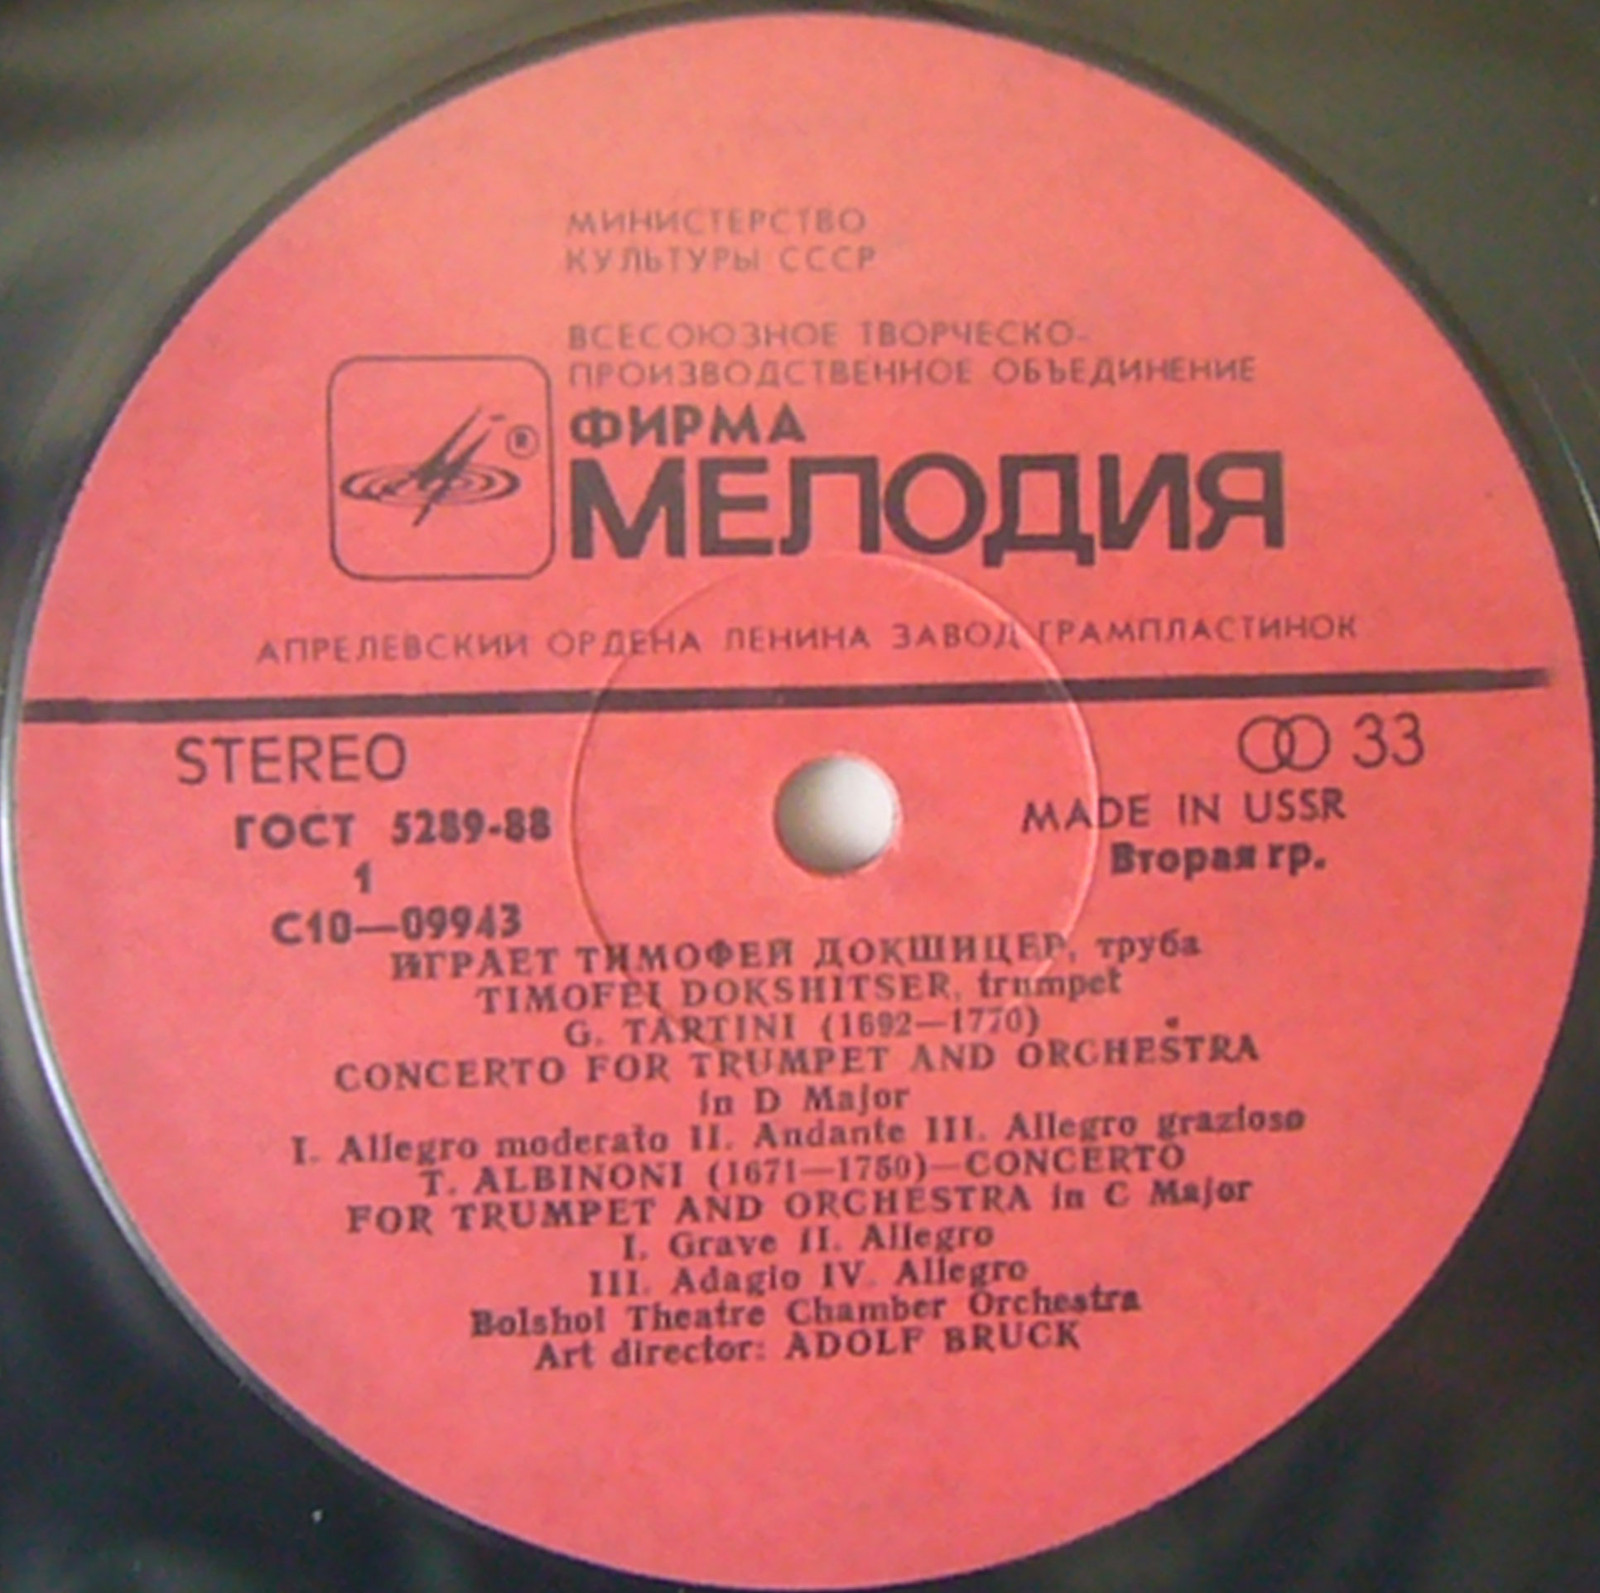 МИНИСТЕРСТВО
КУЛЬТУРЫ СССР
ВСЕСОЮЗНОЕ ТВОРЧЕСКО-
ПРОИЗВОДСТВЕННОЕ ОБЪЕДИНЕНИЕ
ФИРМА
МЕЛОДИЯ
АПРЕЛЕВСКИЙ ОРДЕНА ЛЕНИНА ЗАВОД ГРАМПЛАСТИНОК
STEREO
33
ГОСТ 5289-88
MADE IN USSR
1
Вторая гр.
С10—09943
ИГРАЕТ ТИМОФЕЙ ДОКШИЦЕР, труба
TIMOFEI DOKSHITSER, trumpet
G. TARTINI (1692—1770)
CONCERTO FOR TRUMPET AND ORCHESTRA
in D Major
I. Allegro moderato II. Andante III. Allegro grazioso
T. ALBINONI (1671—1750)—CONCERTO
FOR TRUMPET AND ORCHESTRA in C Major
I. Grave II. Allegro
III. Adagio IV. Allegro
Bolshoi Theatre Chamber Orchestra
Art director: ADOLF BRUCK